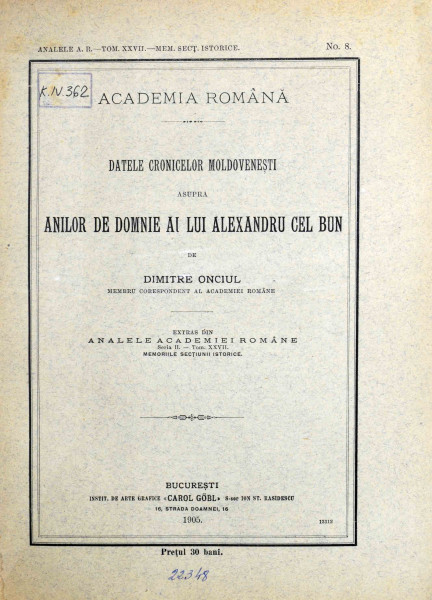 ANALELE A. R.—TOM. XXVII.—MEM. SECȚ. ISTORICE. No. 8.
K.IV.362
ACADEMIA ROMÂNĂ
DATELE CRONICELOR MOLDOVENEȘTI
ASUPRA
ANILOR DE DOMNIE AI LUI ALEXANDRU CEL BUN
DE
DIMITRE ONCIUL
MEMBRU CORESPONDENT AL ACADEMIEI ROMÂNE
EXTRAS DIN
ANALELE ACADEMIEI ROMÂNE
Seria II. — Tom. XXVII.
MEMORIILE SECȚIUNII ISTORICE.
BUCUREȘTI
INSTIT. DE ARTE GRAFICE «CAROL GÖBL» S-sor ION ST. RASIDESCU
16, STRADA DOAMNEI, 16
1905. 13313
Prețul 30 bani.
22348